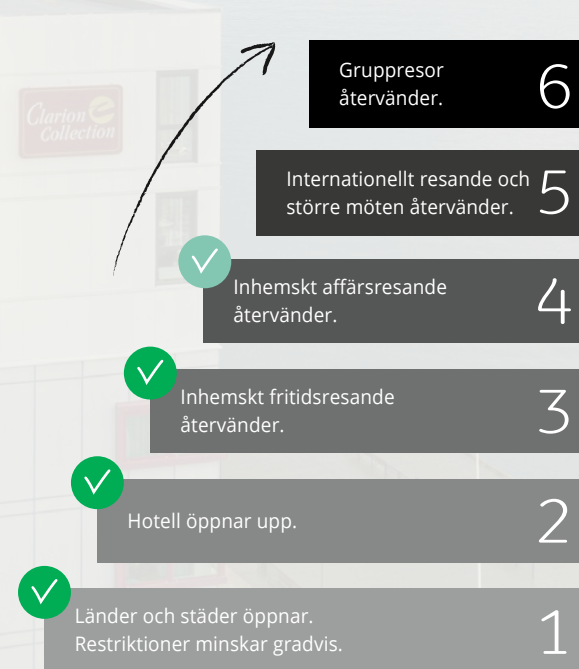 Gruppresor
återvänder.
6
Clarion
Collection
Internationellt resande och
större möten återvänder.
5
Inhemskt affärsresande
återvänder.
4
Inhemskt fritidsresande
återvänder.
3
Hotell öppnar upp.
2
Länder och städer öppnar.
Restriktioner minskar gradvis.
1